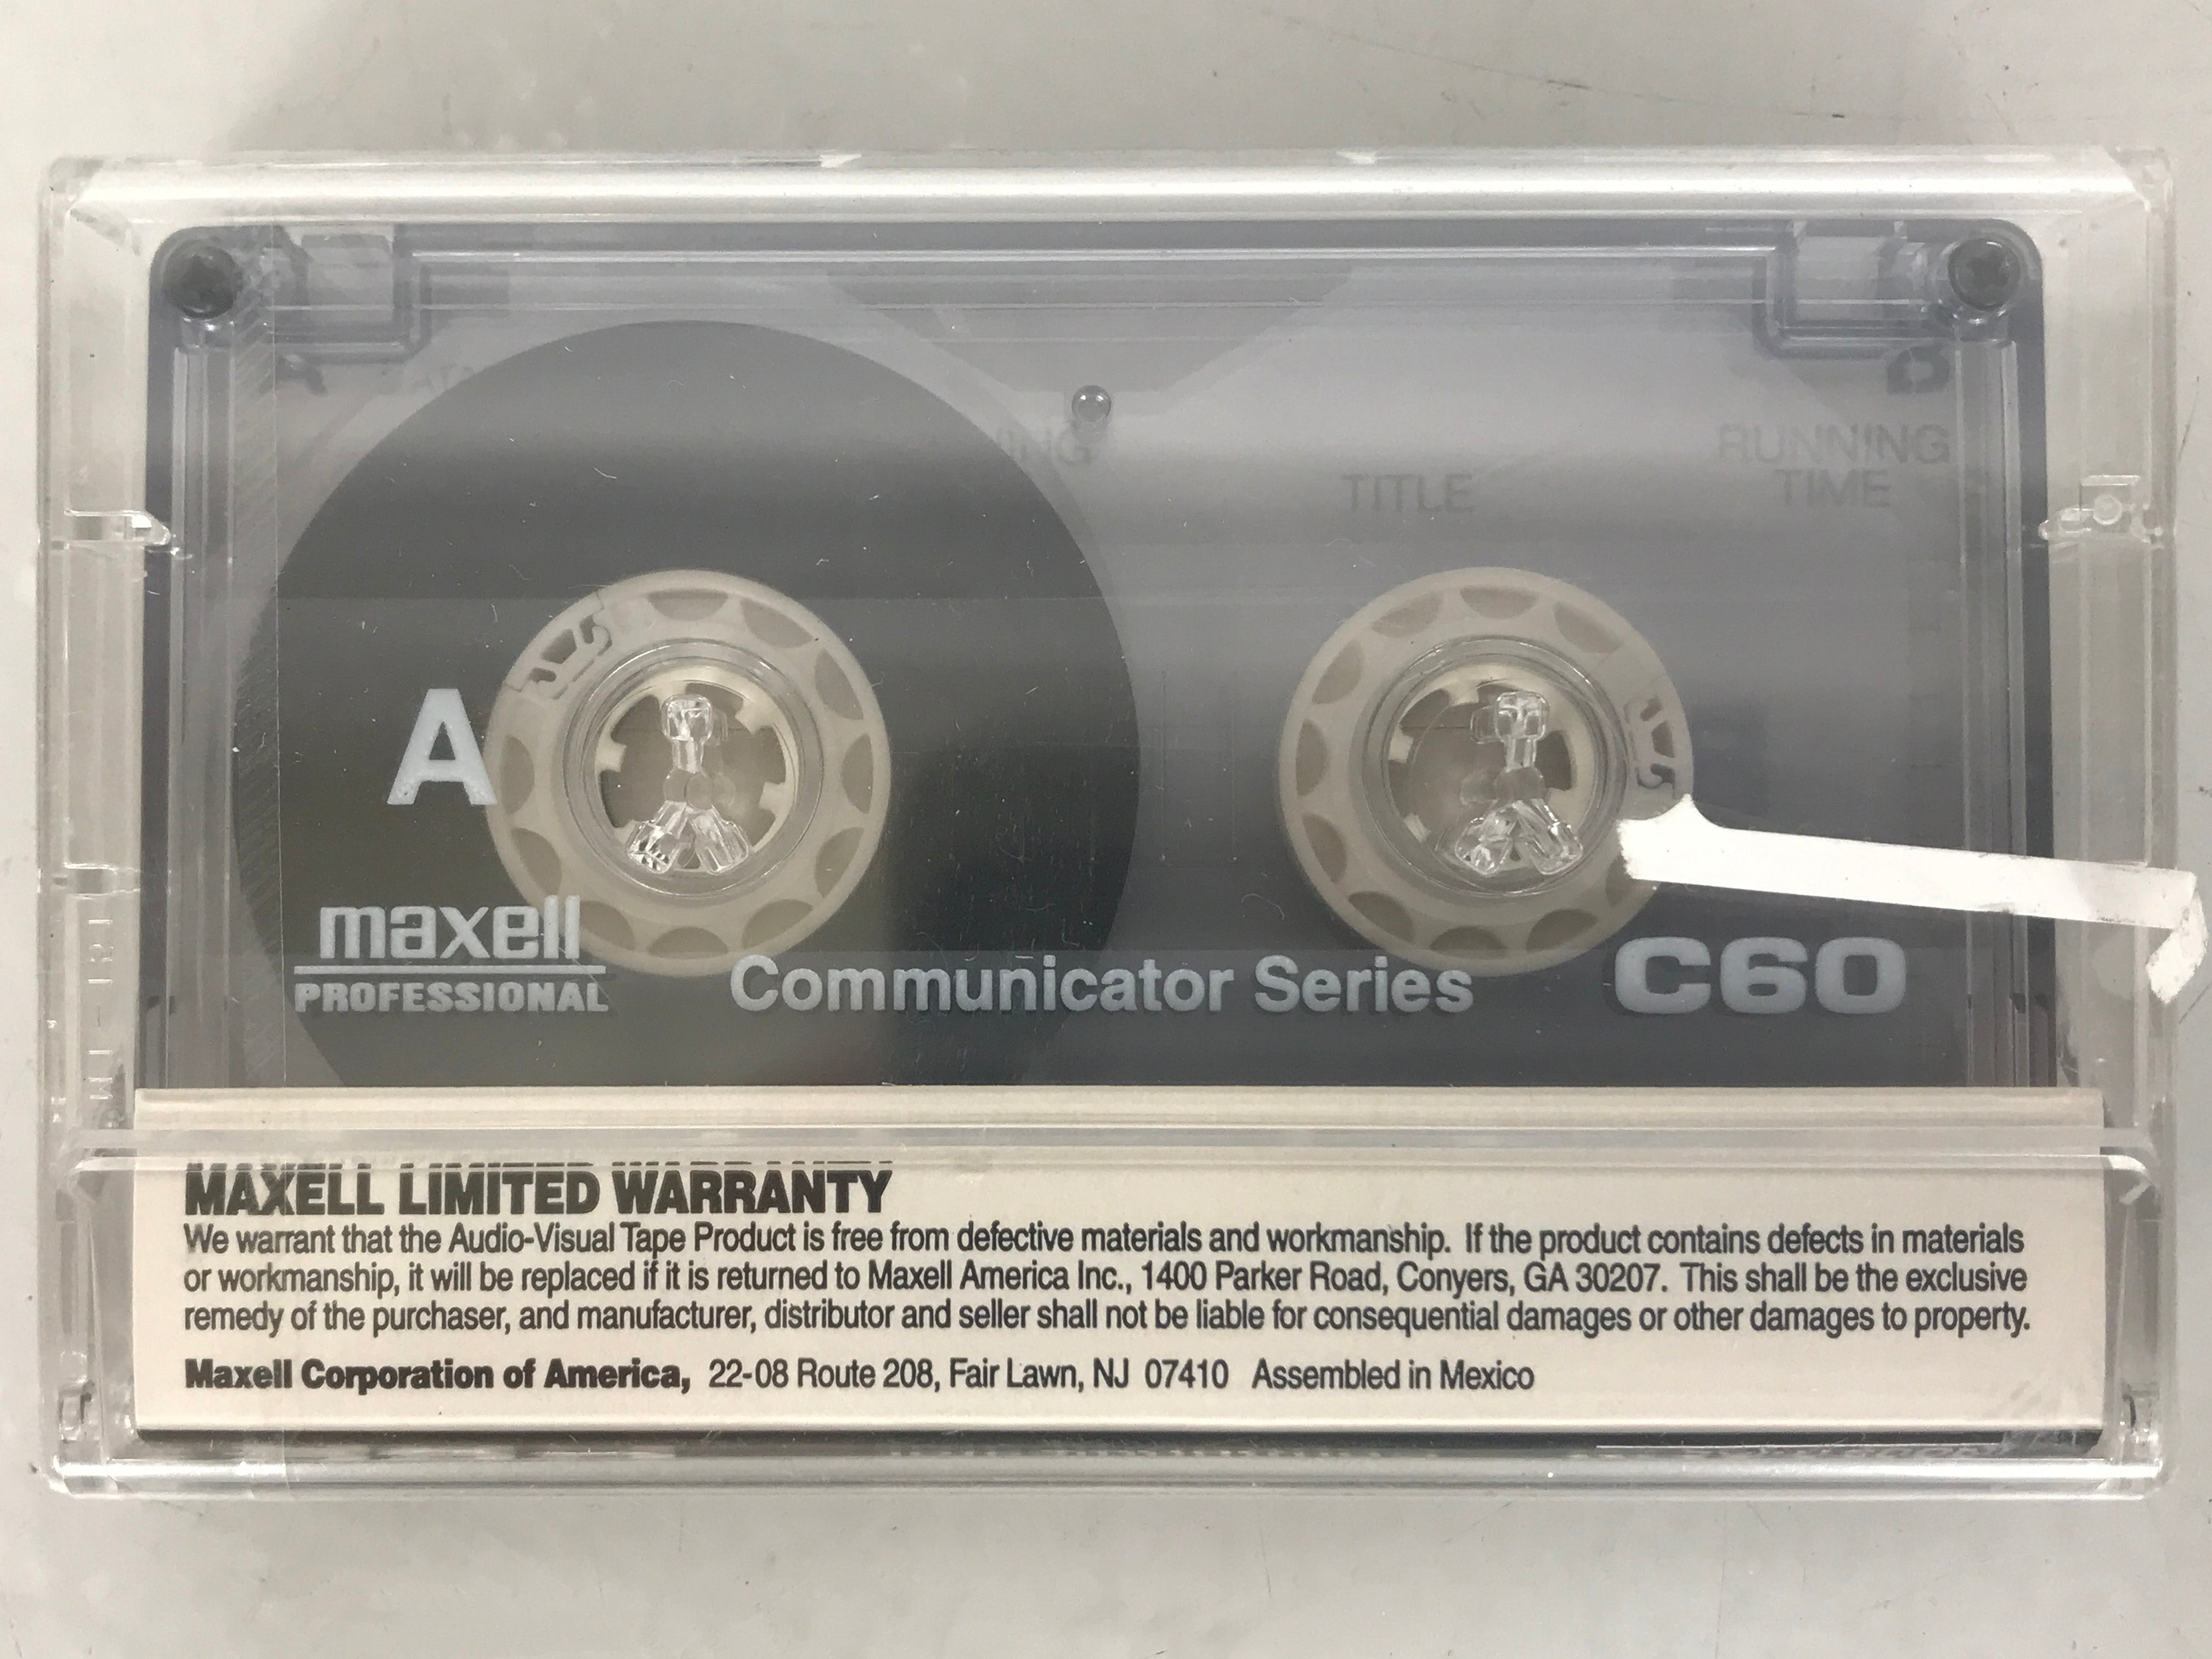 TITLE
RUNNING
TIME
A
maxell
PROFESSIONAL
Communicator Series
C60
MAXELL LIMITED WARRANTY
We warrant that the Audio-Visual Tape Product is free from defective materials and workmanship. If the product contains defects in materials
or workmanship, it will be replaced if it is returned to Maxell America Inc., 1400 Parker Road, Conyers, GA 30207. This shall be the exclusive
remedy of the purchaser, and manufacturer, distributor and seller shall not be liable for consequential damages or other damages to property.
Maxell Corporation of America, 22-08 Route 208, Fair Lawn, NJ 07410 Assembled in Mexico